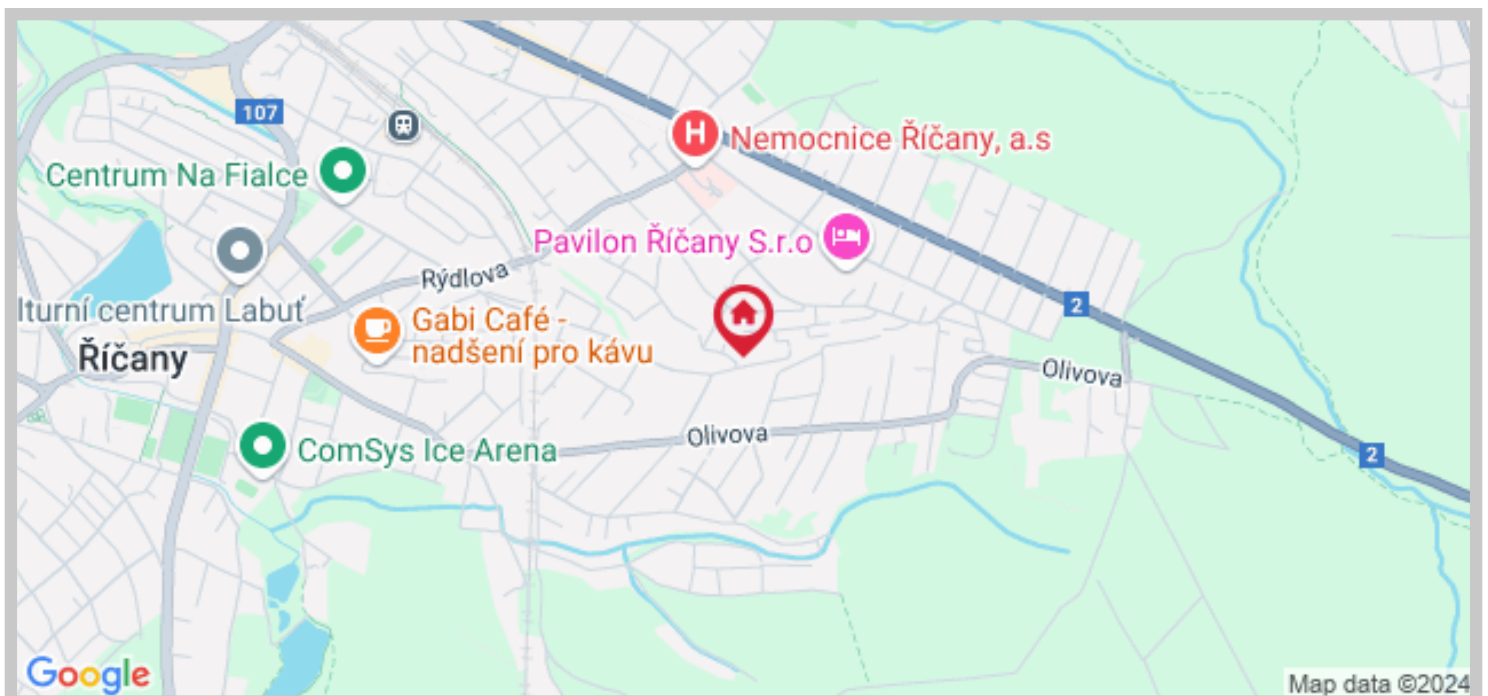 107
Centrum Na Fialce
Nemocnice Říčany, a.s
Pavilon Říčany S.r.o
Rýdlova
lturní centrum Labuť
Říčany
Gabi Café -
nadšení pro kávu
2
Olivova
Olivova
ComSys Ice Arena
2
Google
Map data ©2024